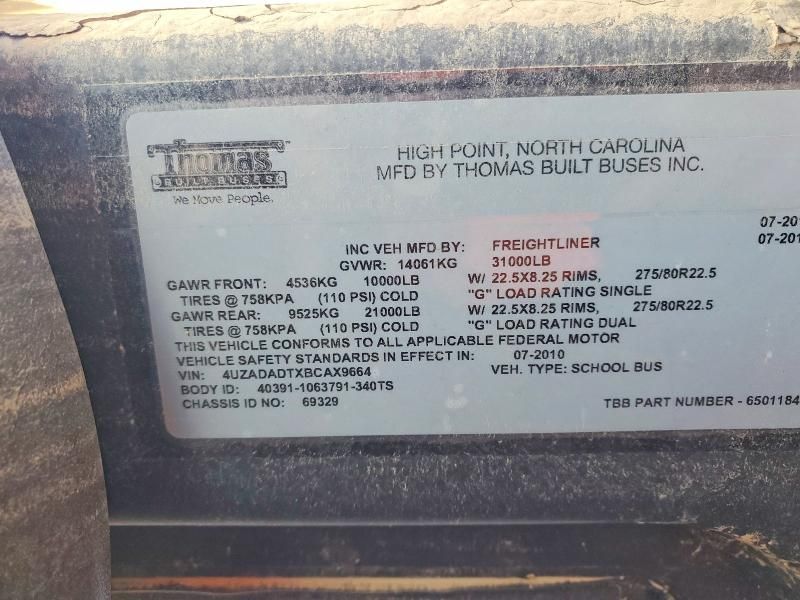 Thomas
BUILT BUSES
We Move People.
HIGH POINT, NORTH CAROLINA
MFD BY THOMAS BUILT BUSES INC.
07-201
07-201
INC VEH MFD BY: FREIGHTLINER
GVWR: 14061KG 31000LB
GAWR FRONT: 4536KG 10000LB W/ 22.5X8.25 RIMS, 275/80R22.5
TIRES @ 758KPA (110 PSI) COLD "G" LOAD RATING SINGLE
GAWR REAR: 9525KG 21000LB W/ 22.5X8.25 RIMS, 275/80R22.5
TIRES @ 758KPA (110 PSI) COLD "G" LOAD RATING DUAL
THIS VEHICLE CONFORMS TO ALL APPLICABLE FEDERAL MOTOR
VEHICLE SAFETY STANDARDS IN EFFECT IN: 07-2010
VIN: 4UZADADTXBCAX9664 VEH. TYPE: SCHOOL BUS
BODY ID: 40391-1063791-340TS
CHASSIS ID NO: 69329 TBB PART NUMBER - 6501184